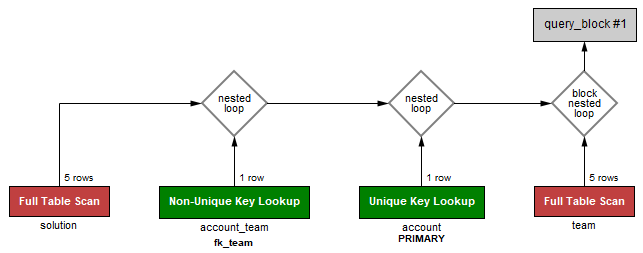 query_block #1
nested
loop
nested
loop
block
nested
loop
5 rows
1 row
1 row
5 rows
Full Table Scan
Non-Unique Key Lookup
Unique Key Lookup
Full Table Scan
solution
account_team
account
team
fk_team
PRIMARY